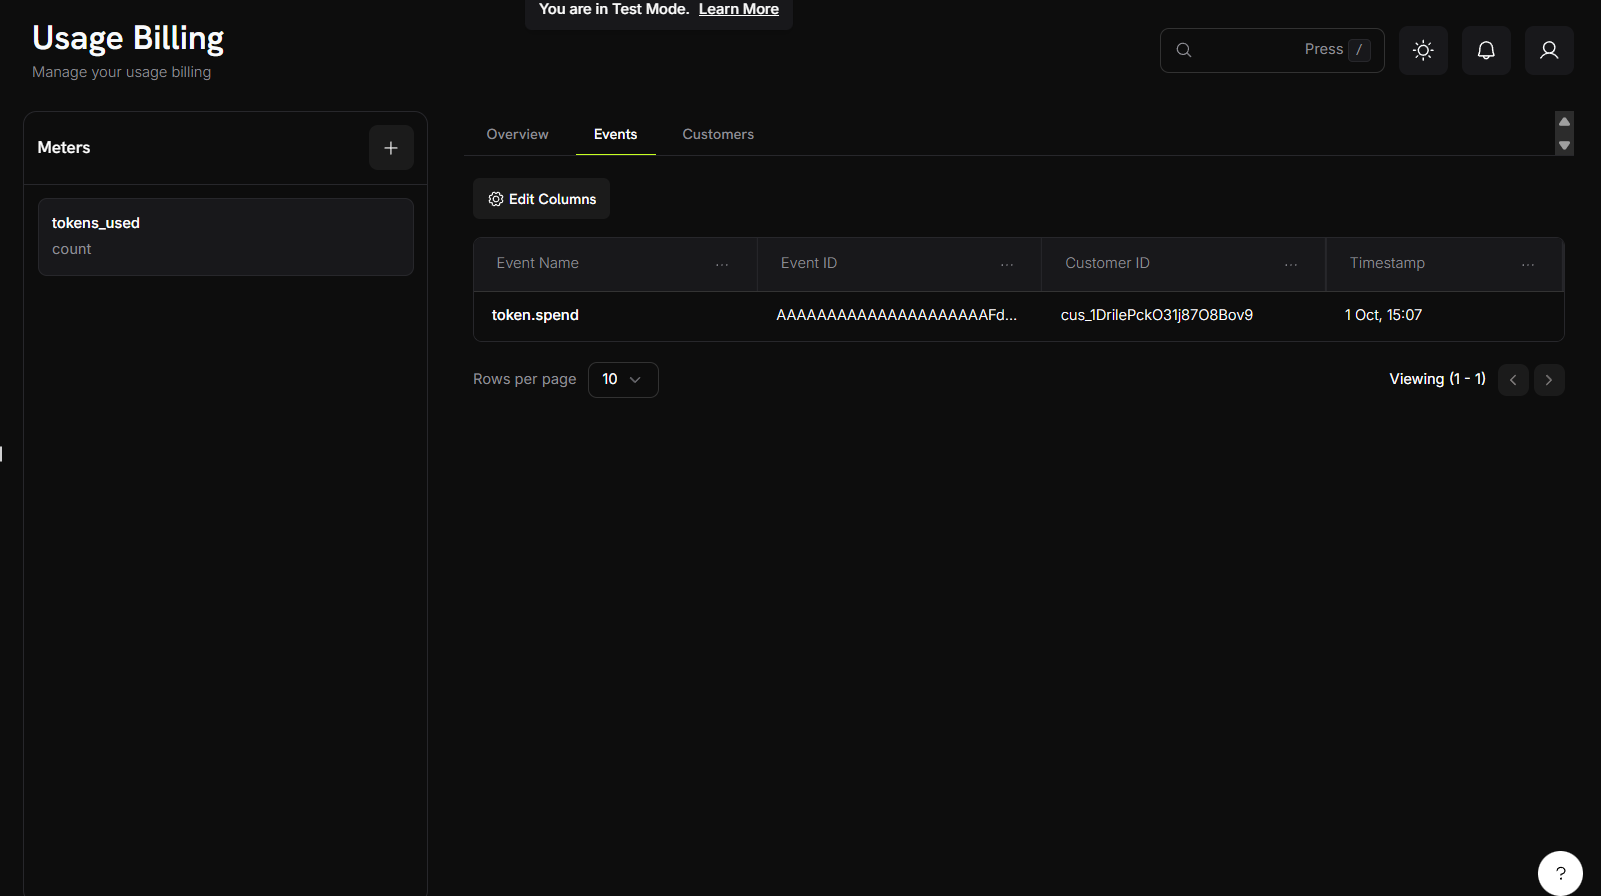 You are in Test Mode. Learn More
Usage Billing
Manage your usage billing
Press /
Meters
+
tokens_used
count
Overview Events Customers
Edit Columns
Event Name ... Event ID ... Customer ID ... Timestamp ...
token.spend AAAAAAAAAAAAAAAAAAAAAFd... cus_1DrilePckO31j87O8Bov9 1 Oct, 15:07
Rows per page 10 Viewing (1 - 1)
?